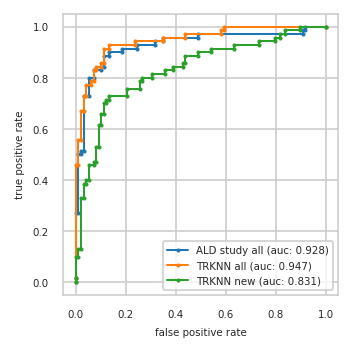 1.0
0.8
0.6
0.4
0.2
0.0
true positive rate
ALD study all (auc: 0.928)
TRKNN all (auc: 0.947)
TRKNN new (auc: 0.831)
0.0 0.2 0.4 0.6 0.8 1.0
false positive rate